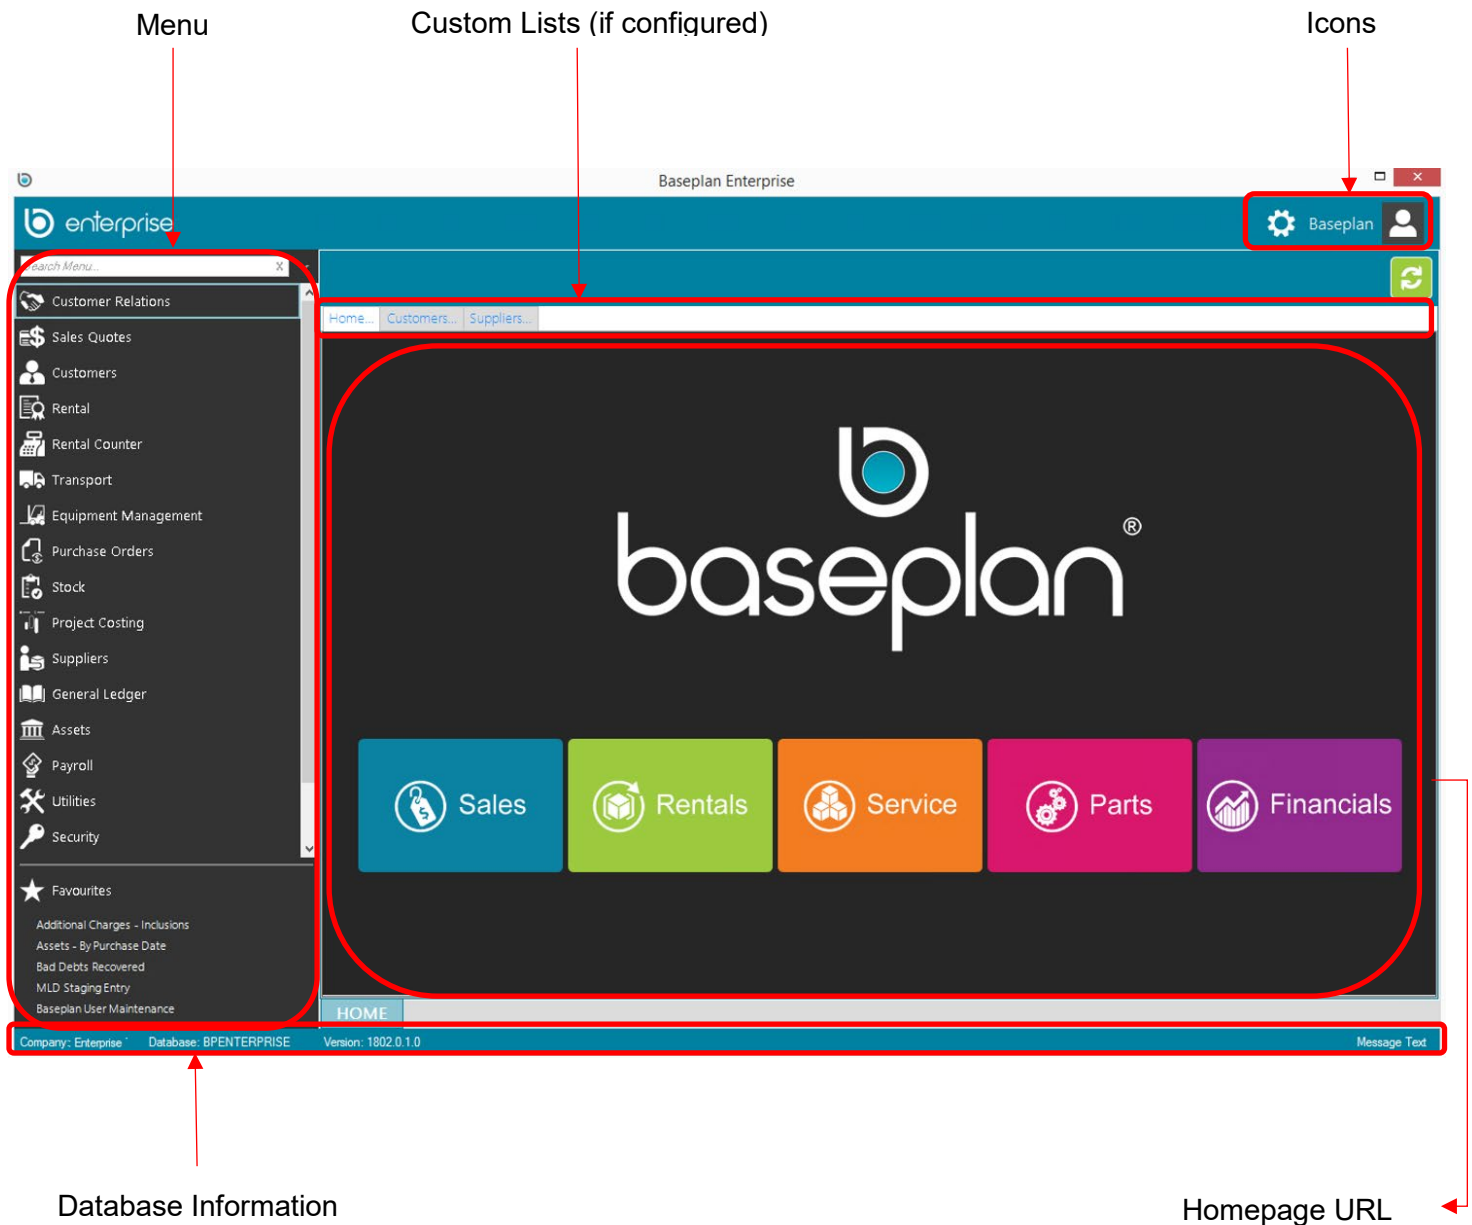 Menu
Custom Lists (if configured)
Icons
Baseplan Enterprise
enterprise
Baseplan
Search Menu...
X
Customer Relations
Home... Customers... Suppliers...
Sales Quotes
Customers
Rental
Rental Counter
Transport
Equipment Management
Purchase Orders
Stock
Project Costing
Suppliers
General Ledger
Assets
Payroll
Utilities
Security
Favourites
Additional Charges - Inclusions
Assets - By Purchase Date
Bad Debts Recovered
MLD Staging Entry
Baseplan User Maintenance
baseplan®
Sales
Rentals
Service
Parts
Financials
HOME
Company: Enterprise Database: BPENTERPRISE Version: 1802.0.1.0 Message Text
Database Information
Homepage URL